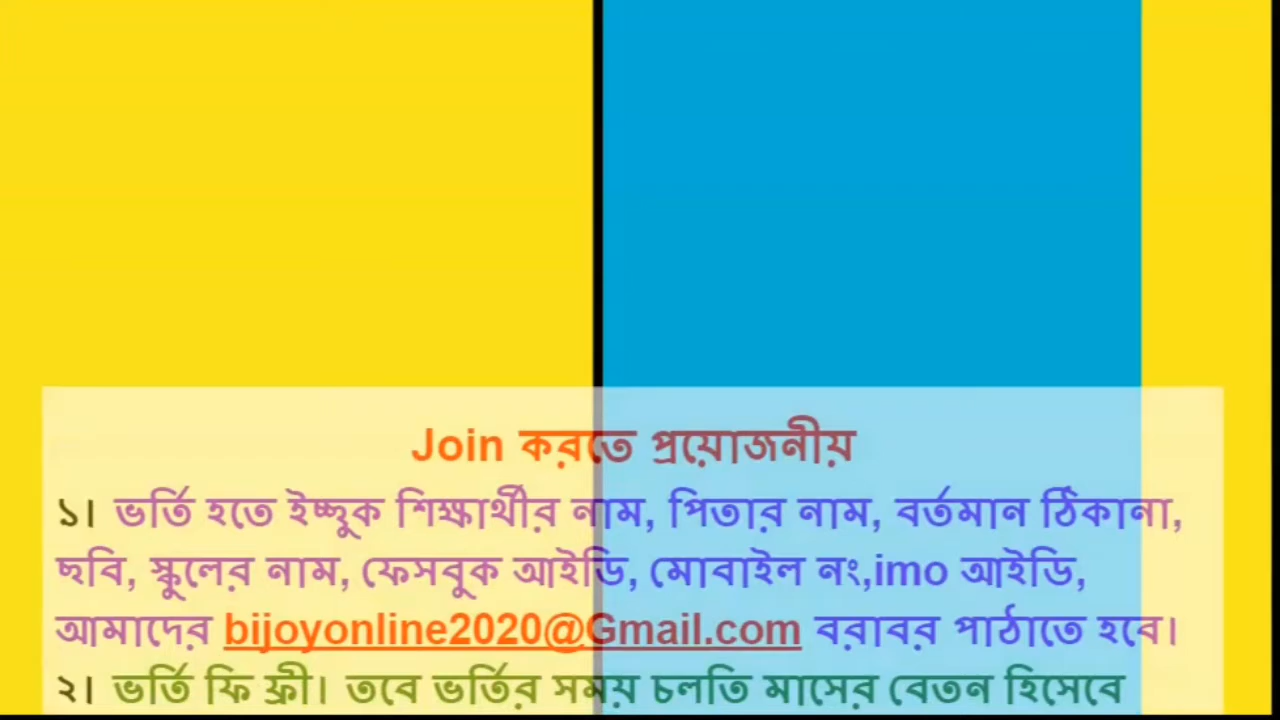 Join করতে প্রয়োজনীয়
১। ভর্তি হতে ইচ্ছুক শিক্ষার্থীর নাম, পিতার নাম, বর্তমান ঠিকানা,
ছবি, স্কুলের নাম, ফেসবুক আইডি, মোবাইল নং,imo আইডি,
আমাদের bijoyonline2020@Gmail.com বরাবর পাঠাতে হবে।
২। ভর্তি ফি ফ্রী। তবে ভর্তির সময় চলতি মাসের বেতন হিসেবে